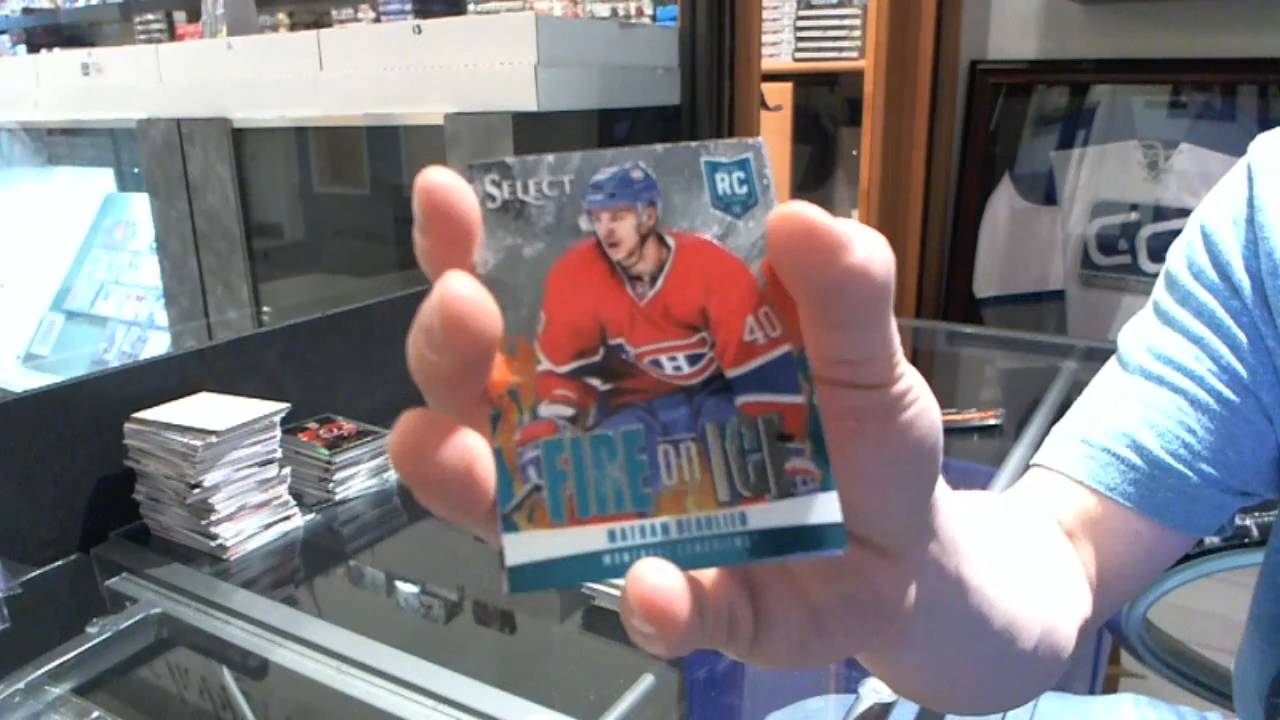 SELECT
RC
40
FIRE on ICE
NATHAN BEAULIEU
MONTREAL CANADIENS